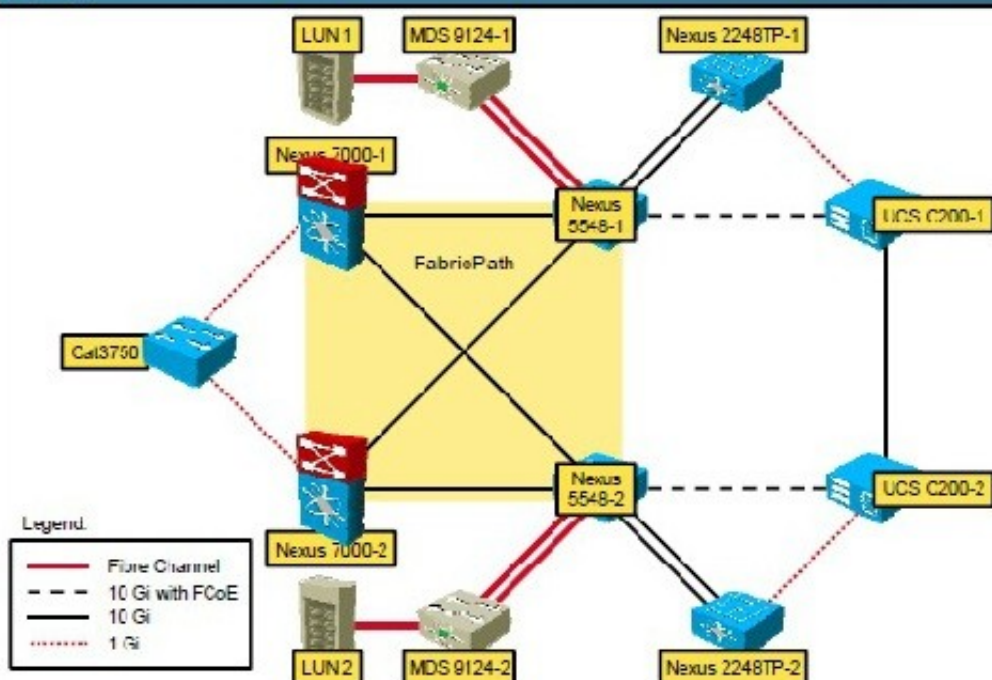 LUN 1
MDS 9124-1
Nexus 2248TP-1
Nexus 7000-1
Nexus
5548-1
UCS C200-1
FabricPath
Cat3750
Nexus
5548-2
UCS C200-2
Legend:
Fibre Channel
10 Gi with FCoE
10 Gi
1 Gi
Nexus 7000-2
LUN 2
MDS 9124-2
Nexus 2248TP-2